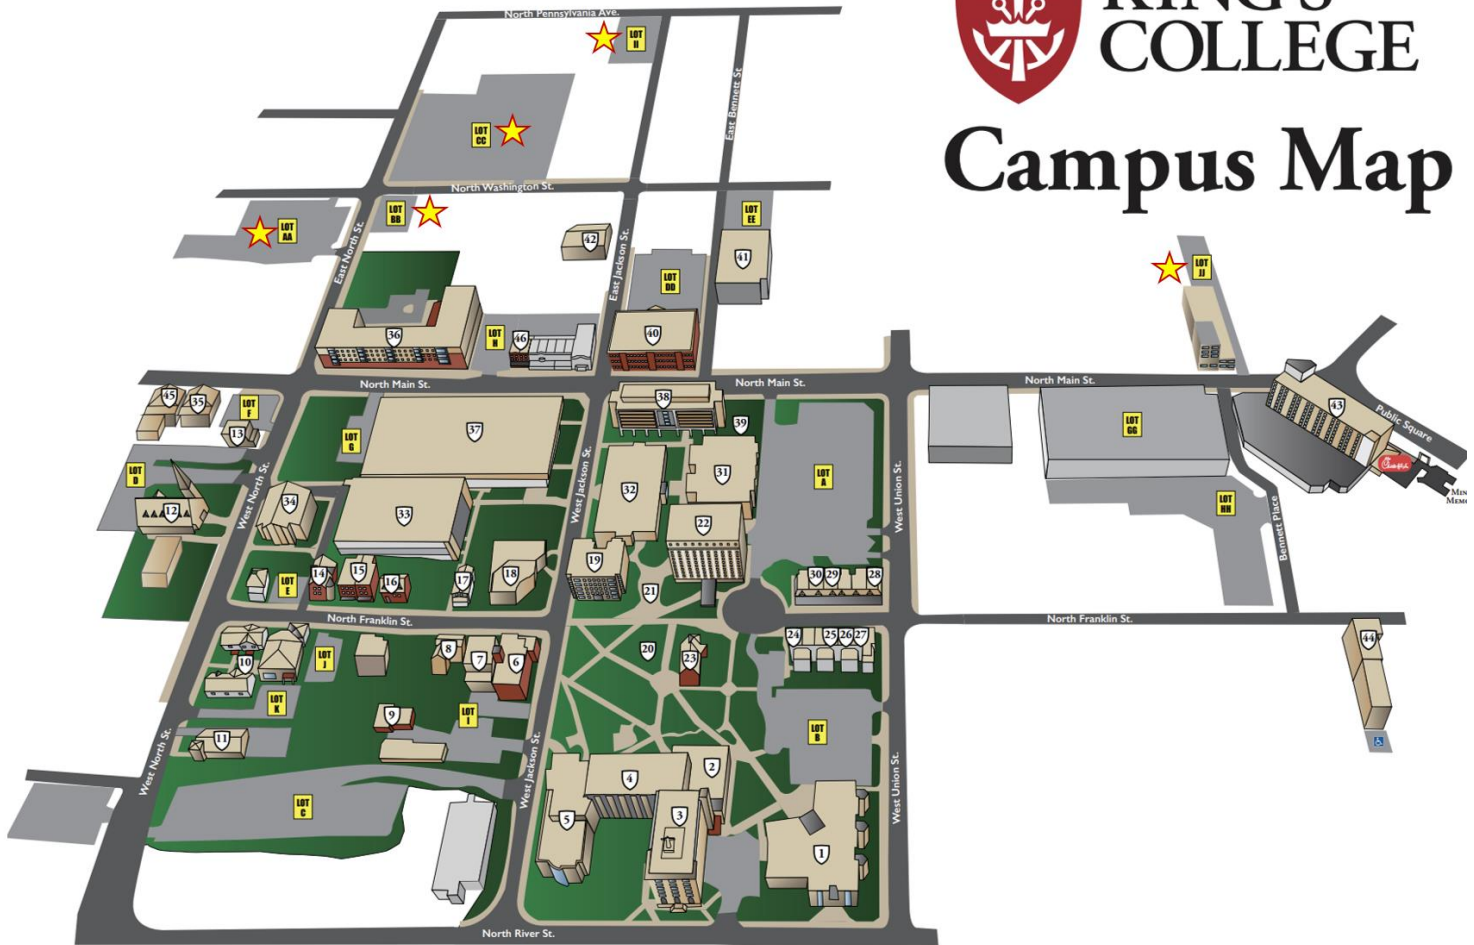 KING'S
COLLEGE
Campus Map
North Pennsylvania Ave.
LOT
II
East Bennett St
LOT
CC
North Washington St.
LOT
AA
LOT
BB
East North St.
42
East Jackson St.
LOT
EE
41
LOT
DD
LOT
JJ
36
LOT
H
46
40
North Main St.
North Main St.
North Main St.
43
Public Square
45
35
LOT
F
13
LOT
G
37
38
39
LOT
GG
LOT
D
12
West North St.
34
33
West Jackson St.
32
31
22
LOT
A
West Union St.
LOT
HH
Bennett Place
14
15
16
17
18
19
21
30
29
28
LOT
E
North Franklin St.
North Franklin St.
10
LOT
J
8
7
6
20
23
24
25
26
27
44
LOT
K
9
LOT
I
11
LOT
B
West North St.
West Jackson St.
West Union St.
LOT
C
5
4
2
3
1
North River St.